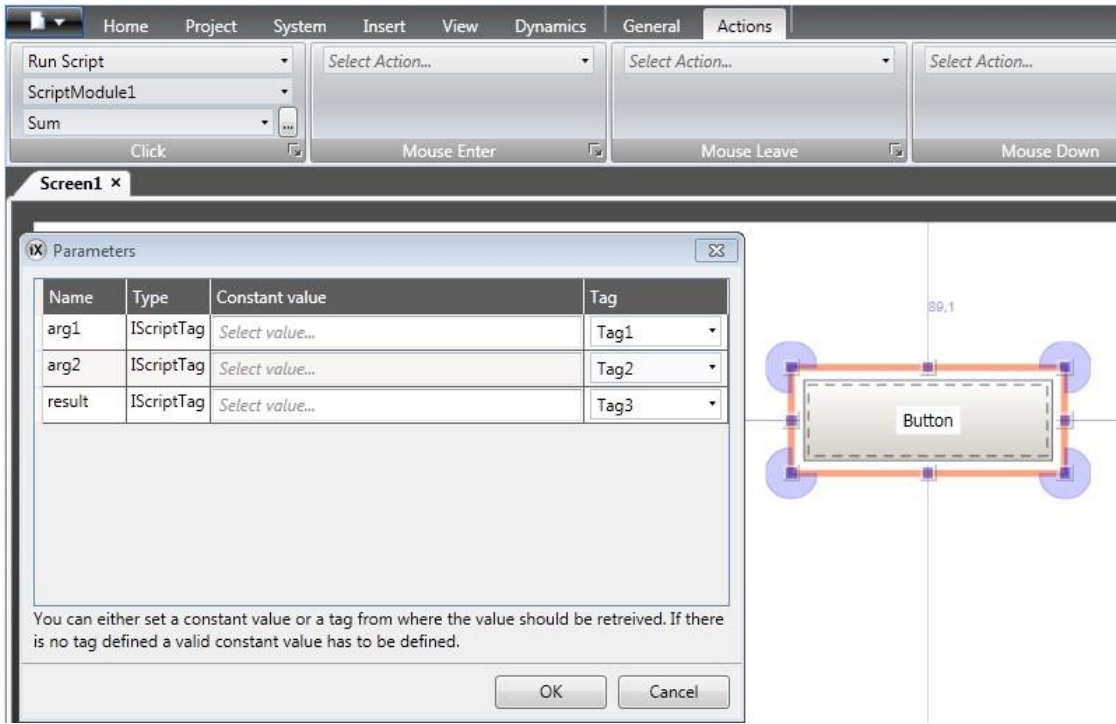 Home Project System Insert View Dynamics General Actions
Run Script Select Action... Select Action... Select Action...
ScriptModule1
Sum ...
Click Mouse Enter Mouse Leave Mouse Down
Screen1 ×
iX Parameters
Name Type Constant value Tag
arg1 IScriptTag Select value... Tag1
arg2 IScriptTag Select value... Tag2
result IScriptTag Select value... Tag3
89,1
Button
You can either set a constant value or a tag from where the value should be retreived. If there
is no tag defined a valid constant value has to be defined.
OK Cancel